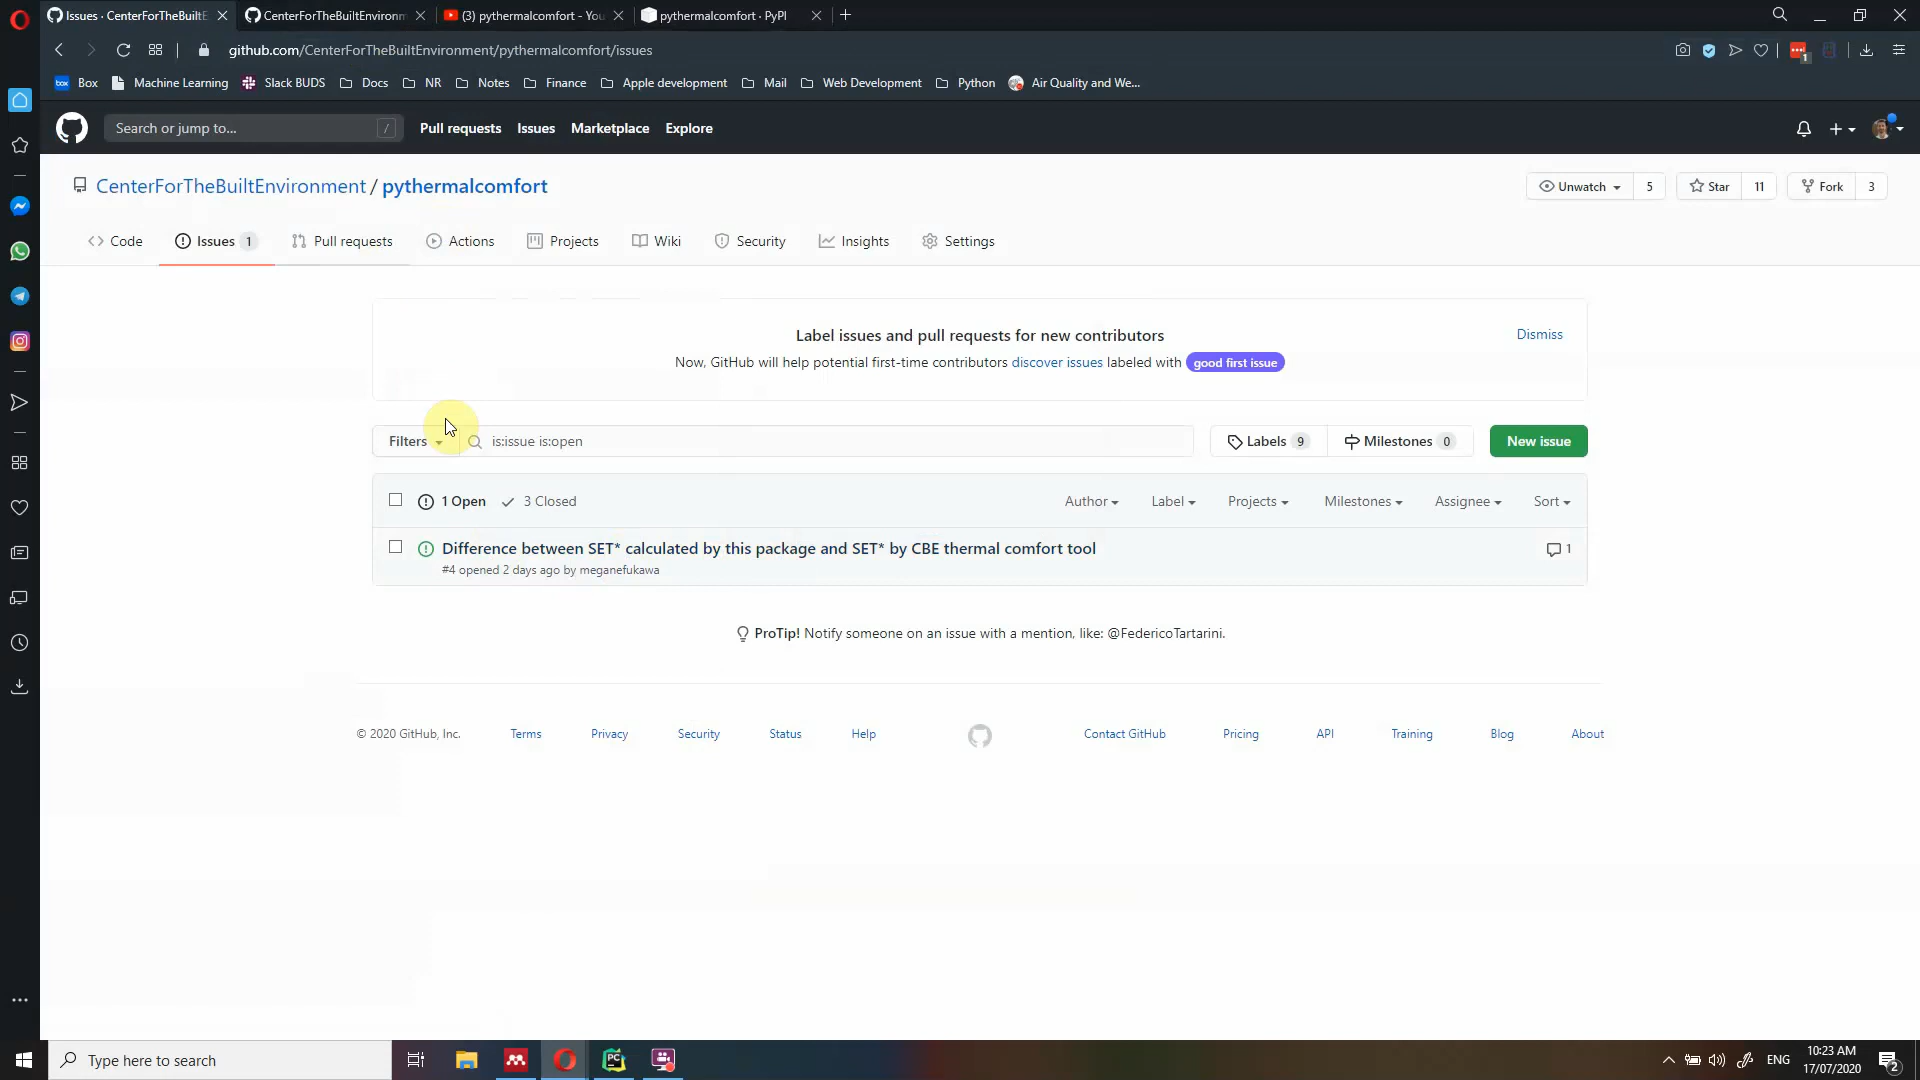 Issues · CenterForTheBuiltE
CenterForTheBuiltEnvironm
(3) pythermalcomfort - You
pythermalcomfort · PyPI
github.com/CenterForTheBuiltEnvironment/pythermalcomfort/issues
1
box Box
Machine Learning
Slack BUDS
Docs
NR
Notes
Finance
Apple development
Mail
Web Development
Python
Air Quality and We...
Search or jump to...
/
Pull requests
Issues
Marketplace
Explore
CenterForTheBuiltEnvironment / pythermalcomfort
Unwatch 5
Star 11
Fork 3
Code
Issues 1
Pull requests
Actions
Projects
Wiki
Security
Insights
Settings
Label issues and pull requests for new contributors
Dismiss
Now, GitHub will help potential first-time contributors discover issues labeled with good first issue
Filters
is:issue is:open
Labels 9
Milestones 0
New issue
1 Open
3 Closed
Author
Label
Projects
Milestones
Assignee
Sort
Difference between SET* calculated by this package and SET* by CBE thermal comfort tool
1
#4 opened 2 days ago by meganefukawa
ProTip! Notify someone on an issue with a mention, like: @FedericoTartarini.
© 2020 GitHub, Inc.
Terms
Privacy
Security
Status
Help
Contact GitHub
Pricing
API
Training
Blog
About
Type here to search
PC
ENG
10:23 AM
17/07/2020
2